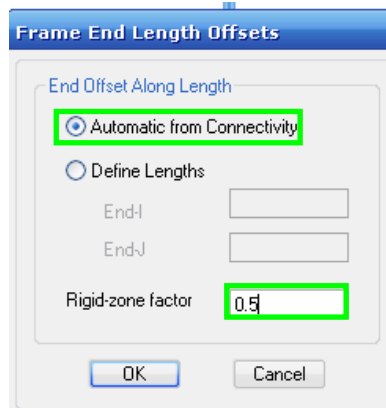 Frame End Length Offsets
End Offset Along Length
Automatic from Connectivity
Define Lengths
End-I
End-J
Rigid-zone factor 0.5
OK Cancel